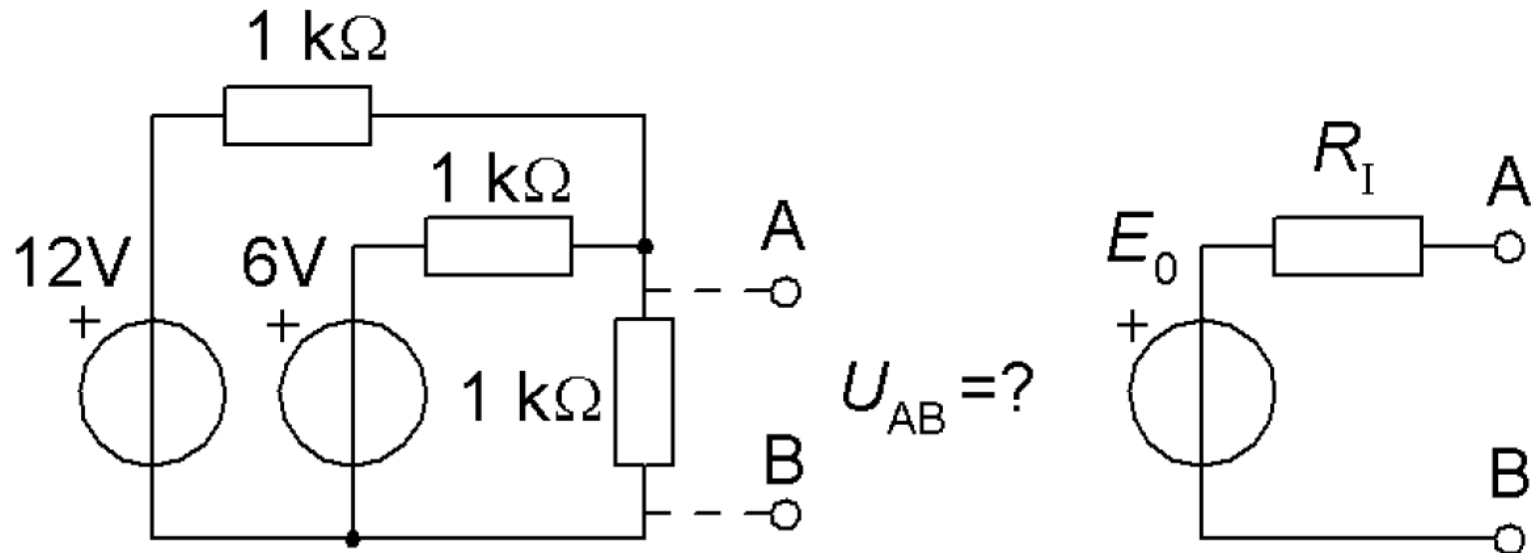 1 kΩ
1 kΩ
12V
6V
+
+
1 kΩ
A
B
U_AB =?
R_I
E_0
+
A
B